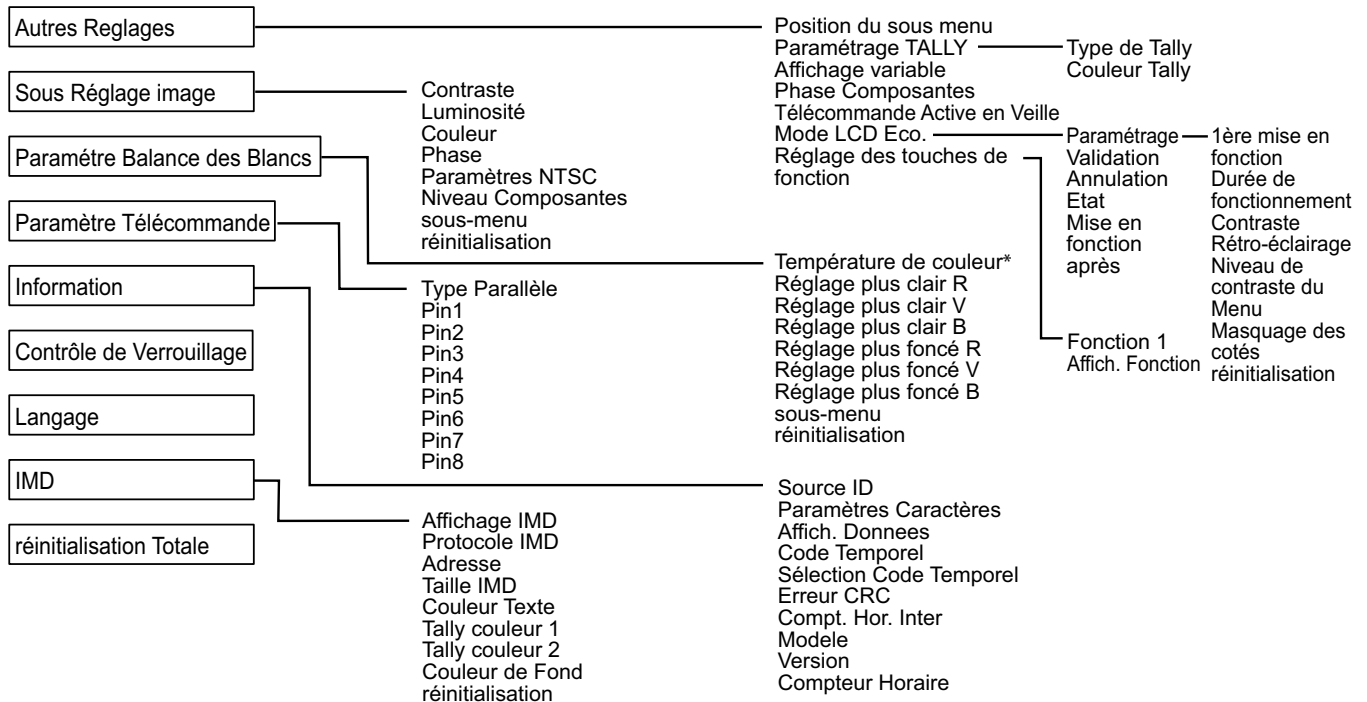 Autres Reglages
Sous Réglage image
Paramétre Balance des Blancs
Paramètre Télécommande
Information
Contrôle de Verrouillage
Langage
IMD
réinitialisation Totale
Contraste
Luminosité
Couleur
Phase
Paramètres NTSC
Niveau Composantes
sous-menu
réinitialisation
Type Parallèle
Pin1
Pin2
Pin3
Pin4
Pin5
Pin6
Pin7
Pin8
Affichage IMD
Protocole IMD
Adresse
Taille IMD
Couleur Texte
Tally couleur 1
Tally couleur 2
Couleur de Fond
réinitialisation
Position du sous menu
Paramétrage TALLY
Affichage variable
Phase Composantes
Télécommande Active en Veille
Mode LCD Eco.
Réglage des touches de
fonction
Température de couleur*
Réglage plus clair R
Réglage plus clair V
Réglage plus clair B
Réglage plus foncé R
Réglage plus foncé V
Réglage plus foncé B
sous-menu
réinitialisation
Source ID
Paramètres Caractères
Affich. Donnees
Code Temporel
Sélection Code Temporel
Erreur CRC
Compt. Hor. Inter
Modele
Version
Compteur Horaire
Type de Tally
Couleur Tally
Paramétrage
Validation
Annulation
Etat
Mise en
fonction
après
Fonction 1
Affich. Fonction
1ère mise en
fonction
Durée de
fonctionnement
Contraste
Rétro-éclairage
Niveau de
contraste du
Menu
Masquage des
cotés
réinitialisation